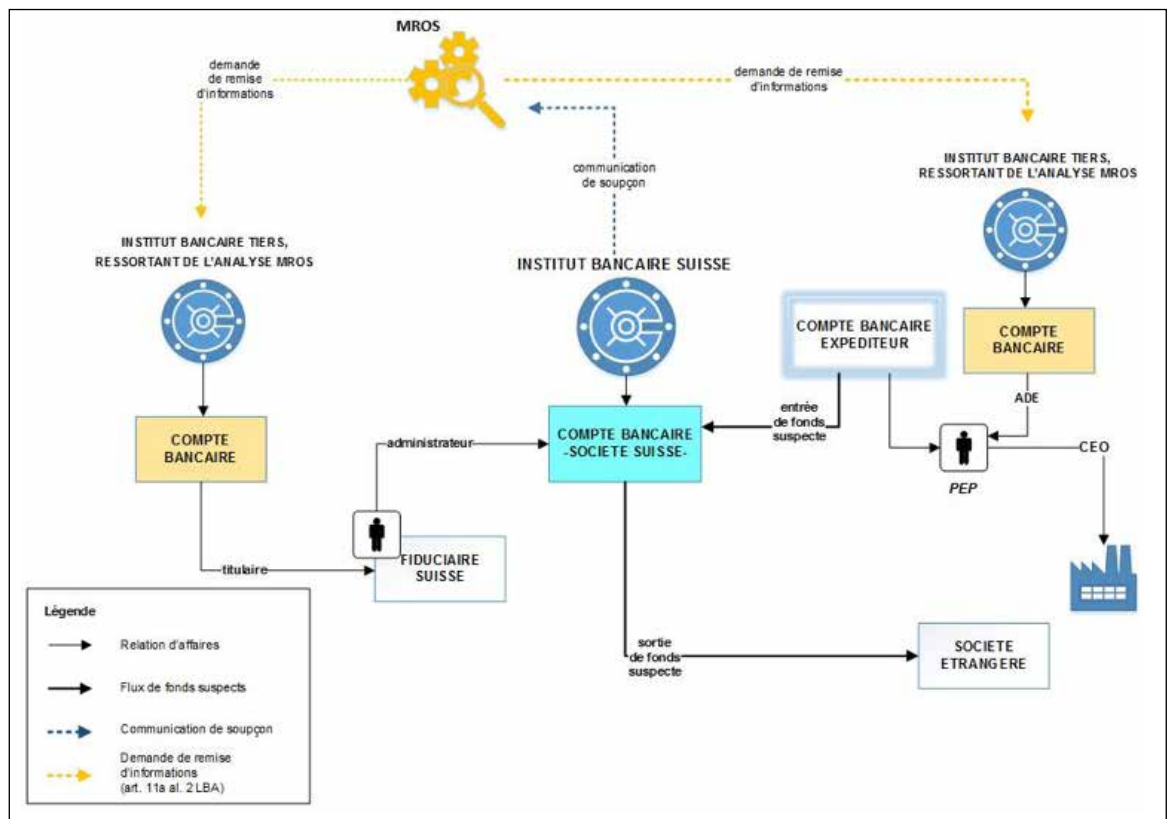 MROS
demande
de remise
d'informations
demande de remise
d'informations
communication
de soupçon
INSTITUT BANCAIRE TIERS,
RESSORTANT DE L'ANALYSE MROS
INSTITUT BANCAIRE TIERS,
RESSORTANT DE L'ANALYSE MROS
INSTITUT BANCAIRE SUISSE
COMPTE BANCAIRE
EXPÉDITEUR
COMPTE
BANCAIRE
entrée
de fonds
suspecte
ADE
COMPTE
BANCAIRE
administrateur
COMPTE BANCAIRE
-SOCIETE SUISSE-
CEO
PEP
FIDUCIAIRE
SUISSE
titulaire
Légende
Relation d'affaires
Flux de fonds suspects
Communication de soupçon
Demande de remise
d'informations
(art. 11a al. 2 LBA)
sortie
de fonds
suspecte
SOCIETE
ETRANGERE